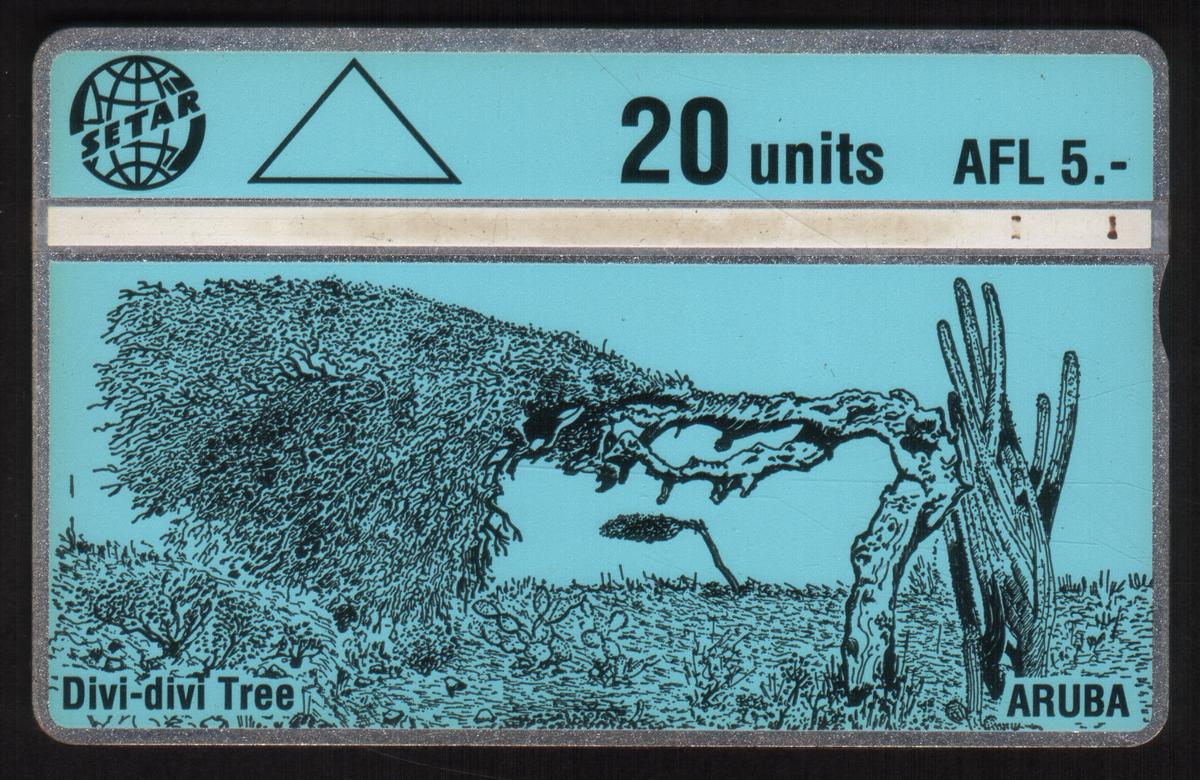 SETAR
20 units AFL 5.-
Divi-divi Tree
ARUBA